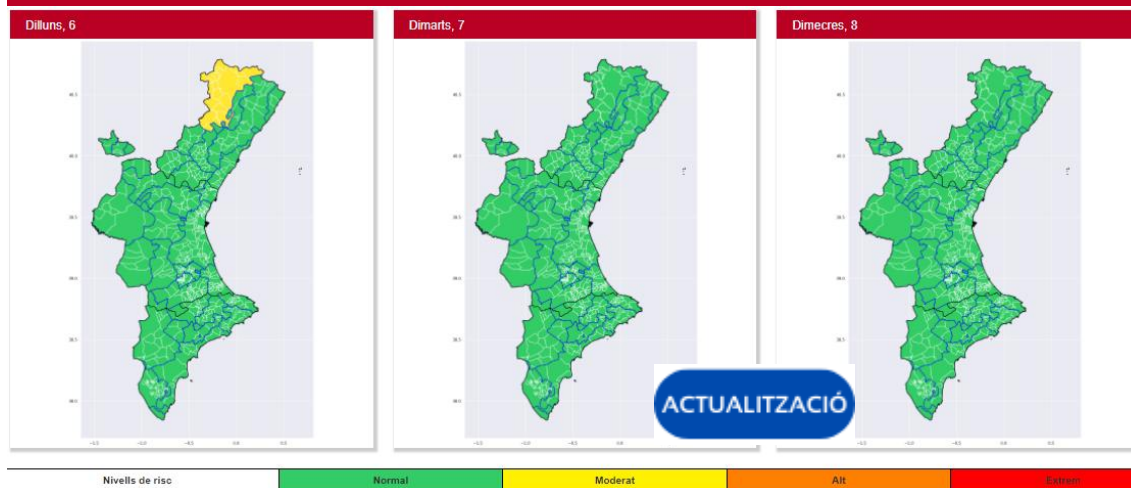 Dilluns, 6
Dimarts, 7
Dimecres, 8
ACTUALITZACIÓ
Nivells de risc
Normal
Moderat
Alt
Extrem